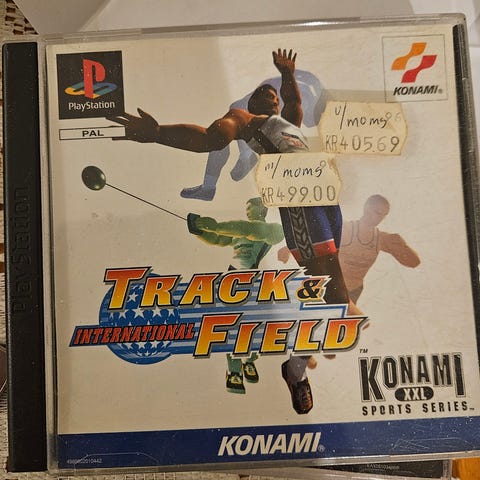 PlayStation
PAL
KONAMI
u/moms
KR405.69
m/moms
KR499.00
TRACK &
INTERNATIONAL FIELD
TM
KONAMI
XXL
SPORTS SERIES
KONAMI
PlayStation